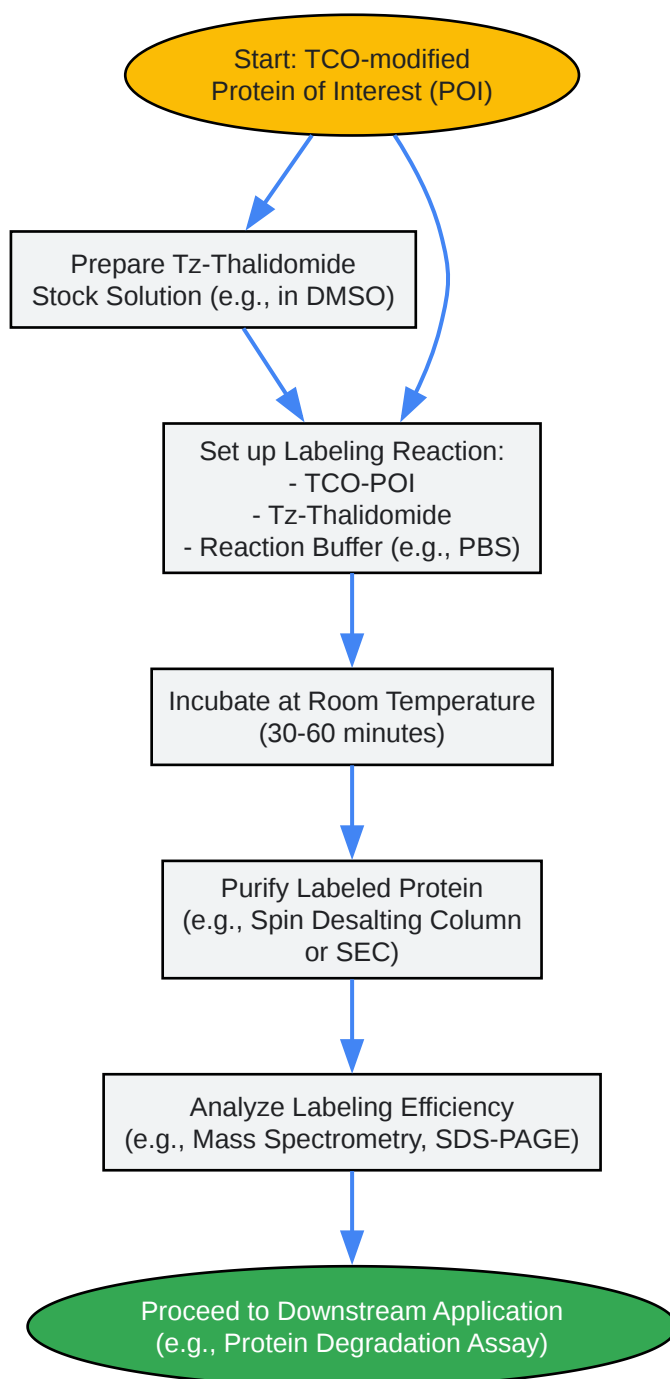 Start: TCO-modified
Protein of Interest (POI)
Prepare Tz-Thalidomide
Stock Solution (e.g., in DMSO)
Set up Labeling Reaction:
- TCO-POI
- Tz-Thalidomide
- Reaction Buffer (e.g., PBS)
Incubate at Room Temperature
(30-60 minutes)
Purify Labeled Protein
(e.g., Spin Desalting Column
or SEC)
Analyze Labeling Efficiency
(e.g., Mass Spectrometry, SDS-PAGE)
Proceed to Downstream Application
(e.g., Protein Degradation Assay)